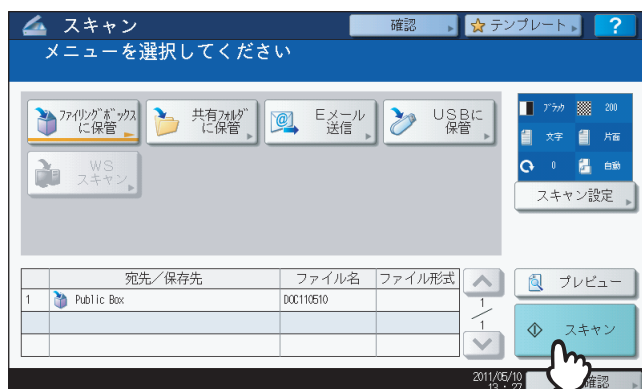 スキャン
確認
テンプレート
?
メニューを選択してください
ファイリングボックス
に保管
共有フォルダ
に保管
Eメール
送信
USBに
保管
WS
スキャン
ブラック 200
文字 片面
0 自動
スキャン設定
宛先/保存先 ファイル名 ファイル形式
1 Public Box DOC110510
1
1
プレビュー
スキャン
2011/05/10
13:27
確認